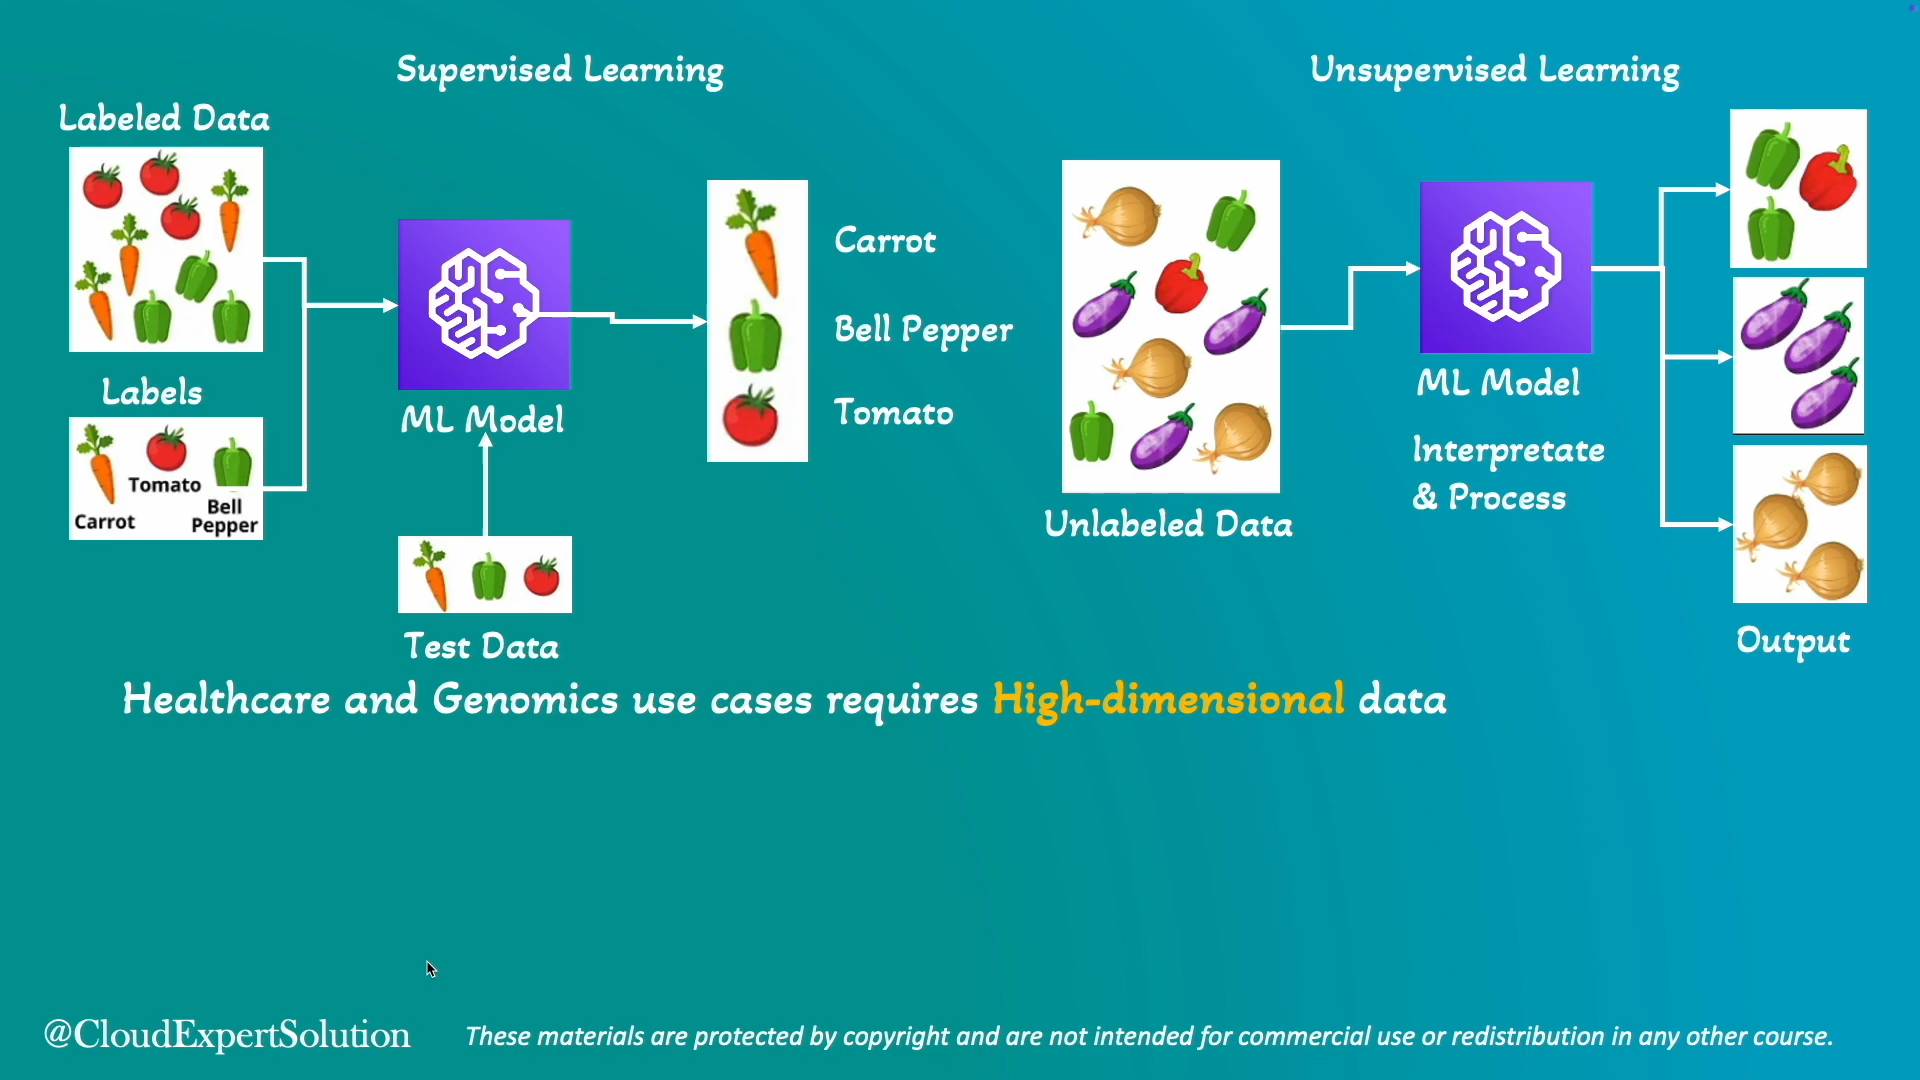 Supervised Learning
Labeled Data
Labels
Carrot
Tomato
Bell
Pepper
ML Model
Test Data
Carrot
Bell Pepper
Tomato
Unsupervised Learning
Unlabeled Data
ML Model
Interpretate
& Process
Output
Healthcare and Genomics use cases requires High-dimensional data
@CloudExpertSolution
These materials are protected by copyright and are not intended for commercial use or redistribution in any other course.